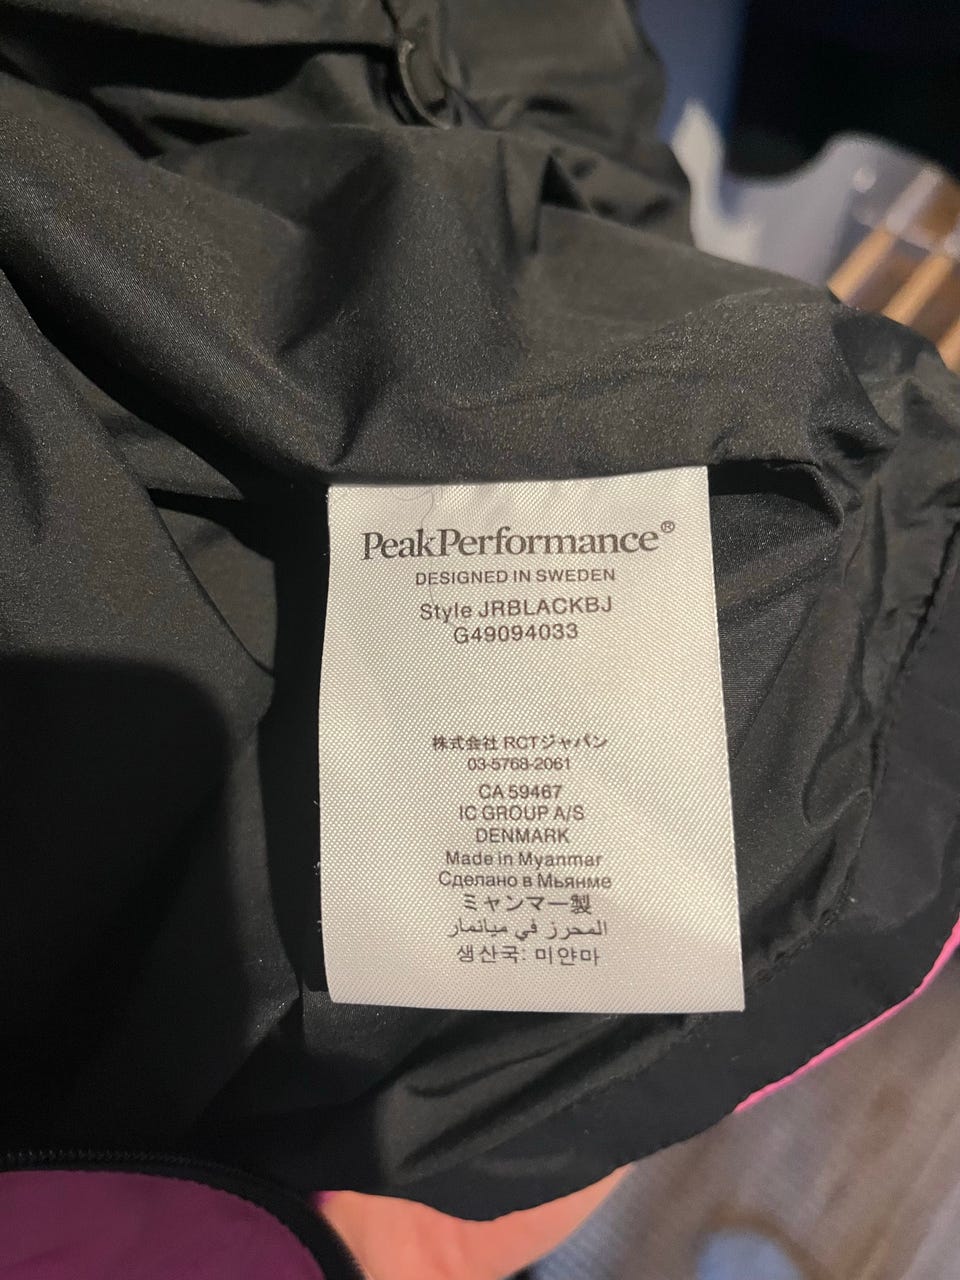 PeakPerformance®
DESIGNED IN SWEDEN
Style JRBLACKBJ
G49094033
株式会社 RCTジャパン
03-5768-2061
CA 59467
IC GROUP A/S
DENMARK
Made in Myanmar
Сделано в Мьянме
ミャンマー製
المحرز في ميانمار
생산국: 미얀마